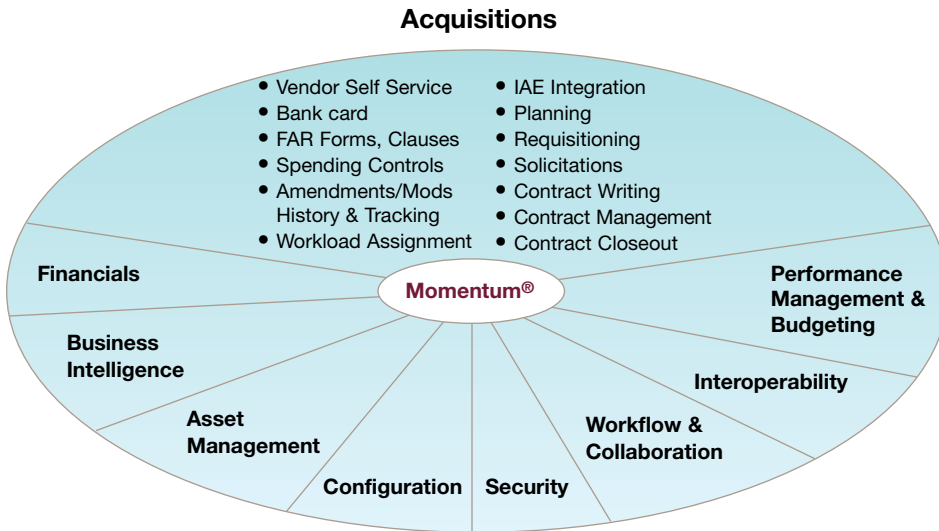 Acquisitions
• Vendor Self Service
• Bank card
• FAR Forms, Clauses
• Spending Controls
• Amendments/Mods
History & Tracking
• Workload Assignment
• IAE Integration
• Planning
• Requisitioning
• Solicitations
• Contract Writing
• Contract Management
• Contract Closeout
Financials
Momentum®
Performance
Management &
Budgeting
Business
Intelligence
Interoperability
Asset
Management
Workflow &
Collaboration
Configuration
Security